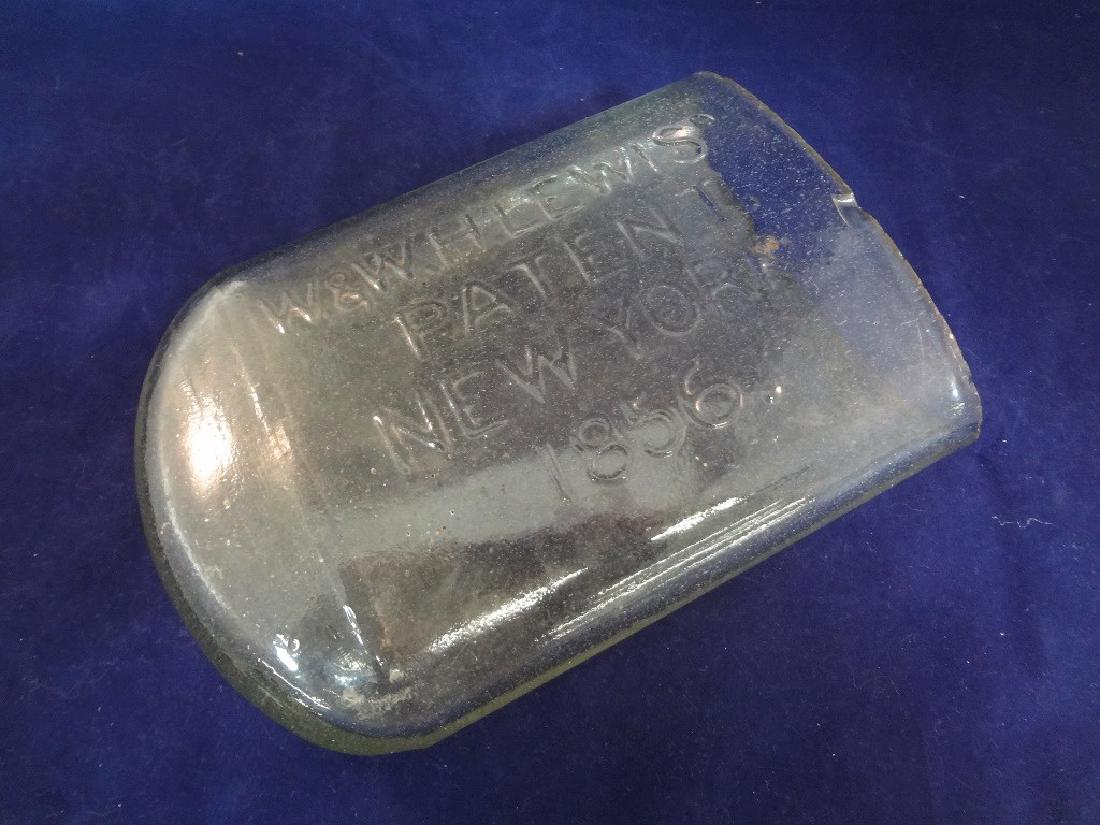 W. & W. H. LEWIS'
PATENT
NEW YORK
1856.